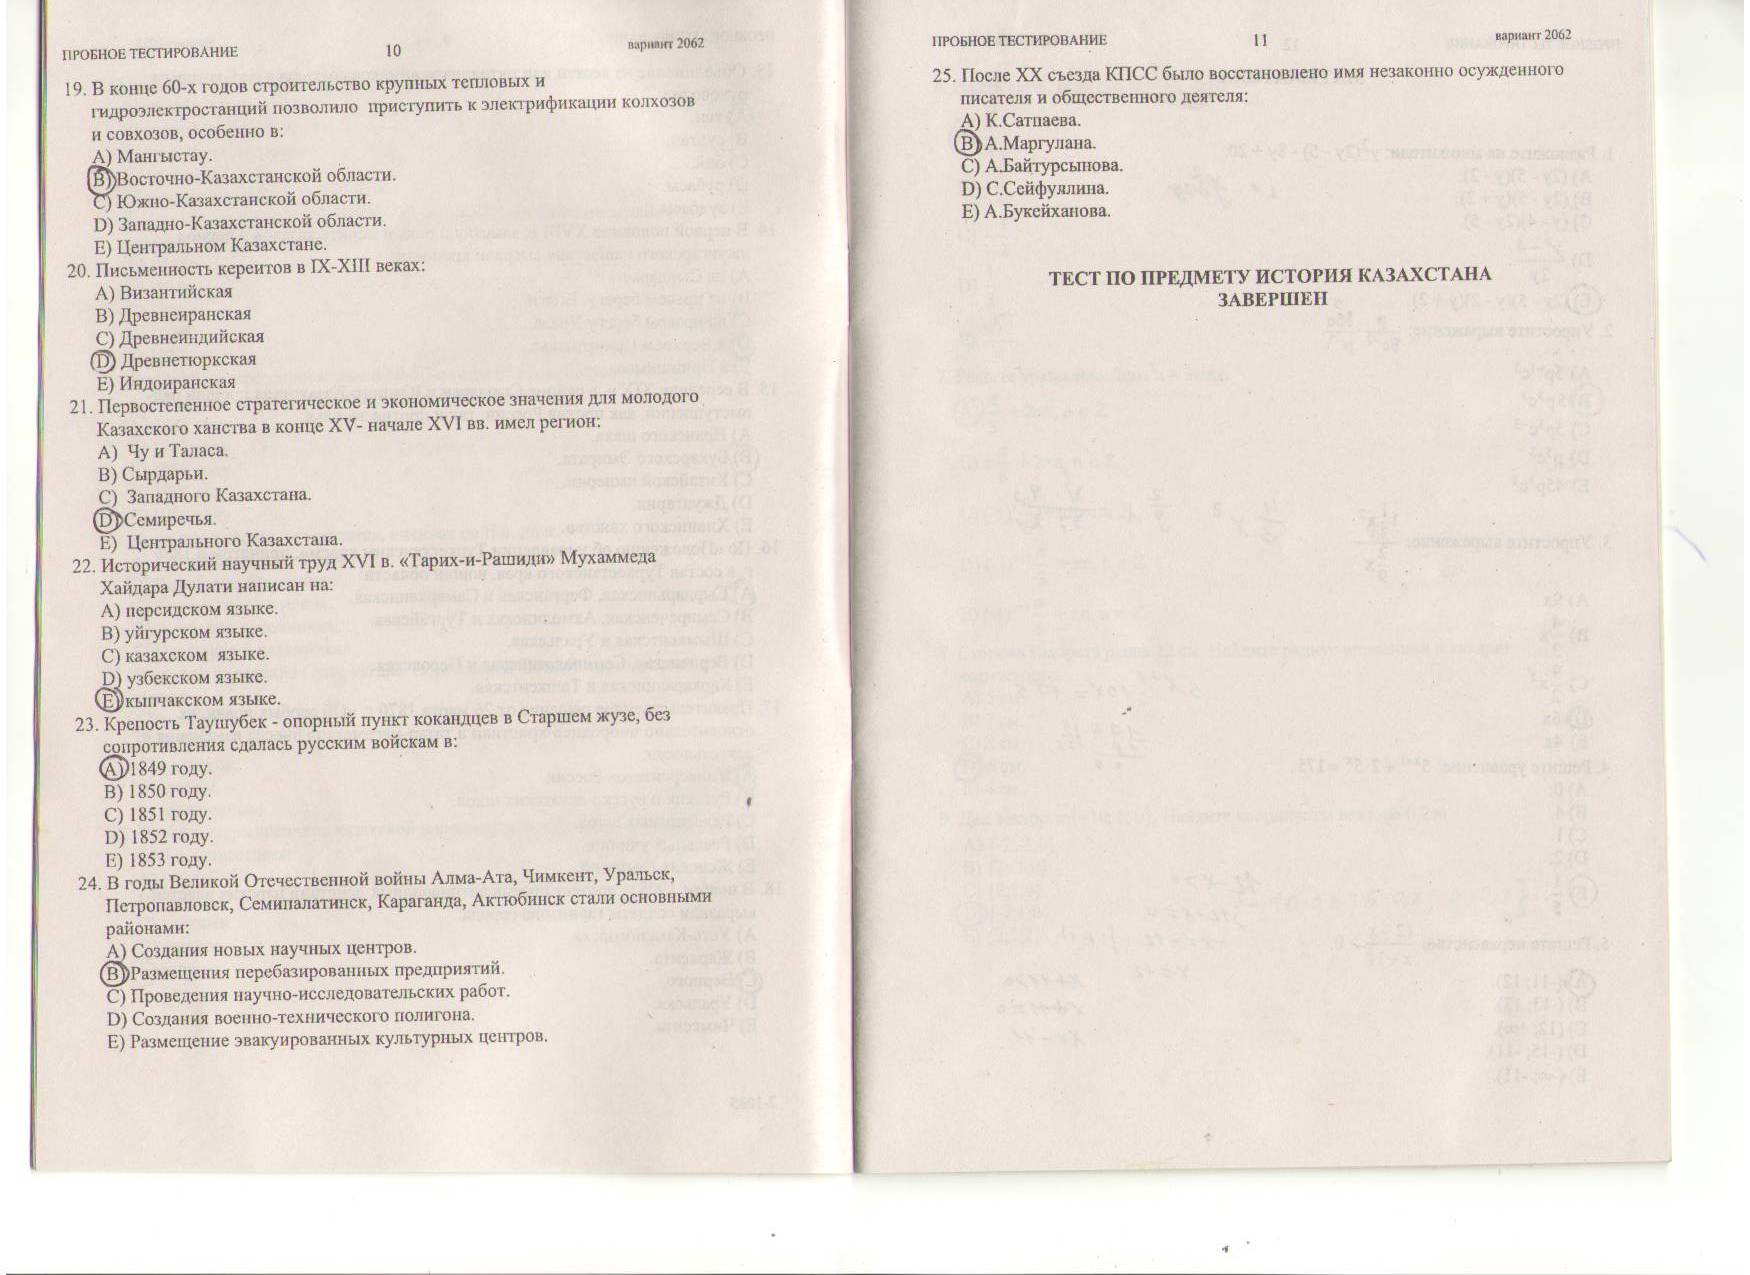 ПРОБНОЕ ТЕСТИРОВАНИЕ 10 вариант 2062
19. В конце 60-х годов строительство крупных тепловых и
гидроэлектростанций позволило приступить к электрификации колхозов
и совхозов, особенно в:
A) Мангыстау.
B) Восточно-Казахстанской области.
C) Южно-Казахстанской области.
D) Западно-Казахстанской области.
E) Центральном Казахстане.
20. Письменность кереитов в IX-XIII веках:
A) Византийская
B) Древнеиранская
C) Древнеиндийская
D) Древнетюркская
E) Индоиранская
21. Первостепенное стратегическое и экономическое значения для молодого
Казахского ханства в конце XV- начале XVI вв. имел регион:
A) Чу и Таласа.
B) Сырдарьи.
C) Западного Казахстана.
D) Семиречья.
E) Центрального Казахстана.
22. Исторический научный труд XVI в. «Тарих-и-Рашиди» Мухаммеда
Хайдара Дулати написан на:
A) персидском языке.
B) уйгурском языке.
C) казахском языке.
D) узбекском языке.
E) кыпчакском языке.
23. Крепость Таушубек - опорный пункт кокандцев в Старшем жузе, без
сопротивления сдалась русским войскам в:
A) 1849 году.
B) 1850 году.
C) 1851 году.
D) 1852 году.
E) 1853 году.
24. В годы Великой Отечественной войны Алма-Ата, Чимкент, Уральск,
Петропавловск, Семипалатинск, Караганда, Актюбинск стали основными
районами:
A) Создания новых научных центров.
B) Размещения перебазированных предприятий.
C) Проведения научно-исследовательских работ.
D) Создания военно-технического полигона.
E) Размещение эвакуированных культурных центров.
ПРОБНОЕ ТЕСТИРОВАНИЕ 11 вариант 2062
25. После XX съезда КПСС было восстановлено имя незаконно осужденного
писателя и общественного деятеля:
A) К.Сатпаева.
B) А.Маргулана.
C) А.Байтурсынова.
D) С.Сейфуллина.
E) А.Букейханова.
ТЕСТ ПО ПРЕДМЕТУ ИСТОРИЯ КАЗАХСТАНА
ЗАВЕРШЕН